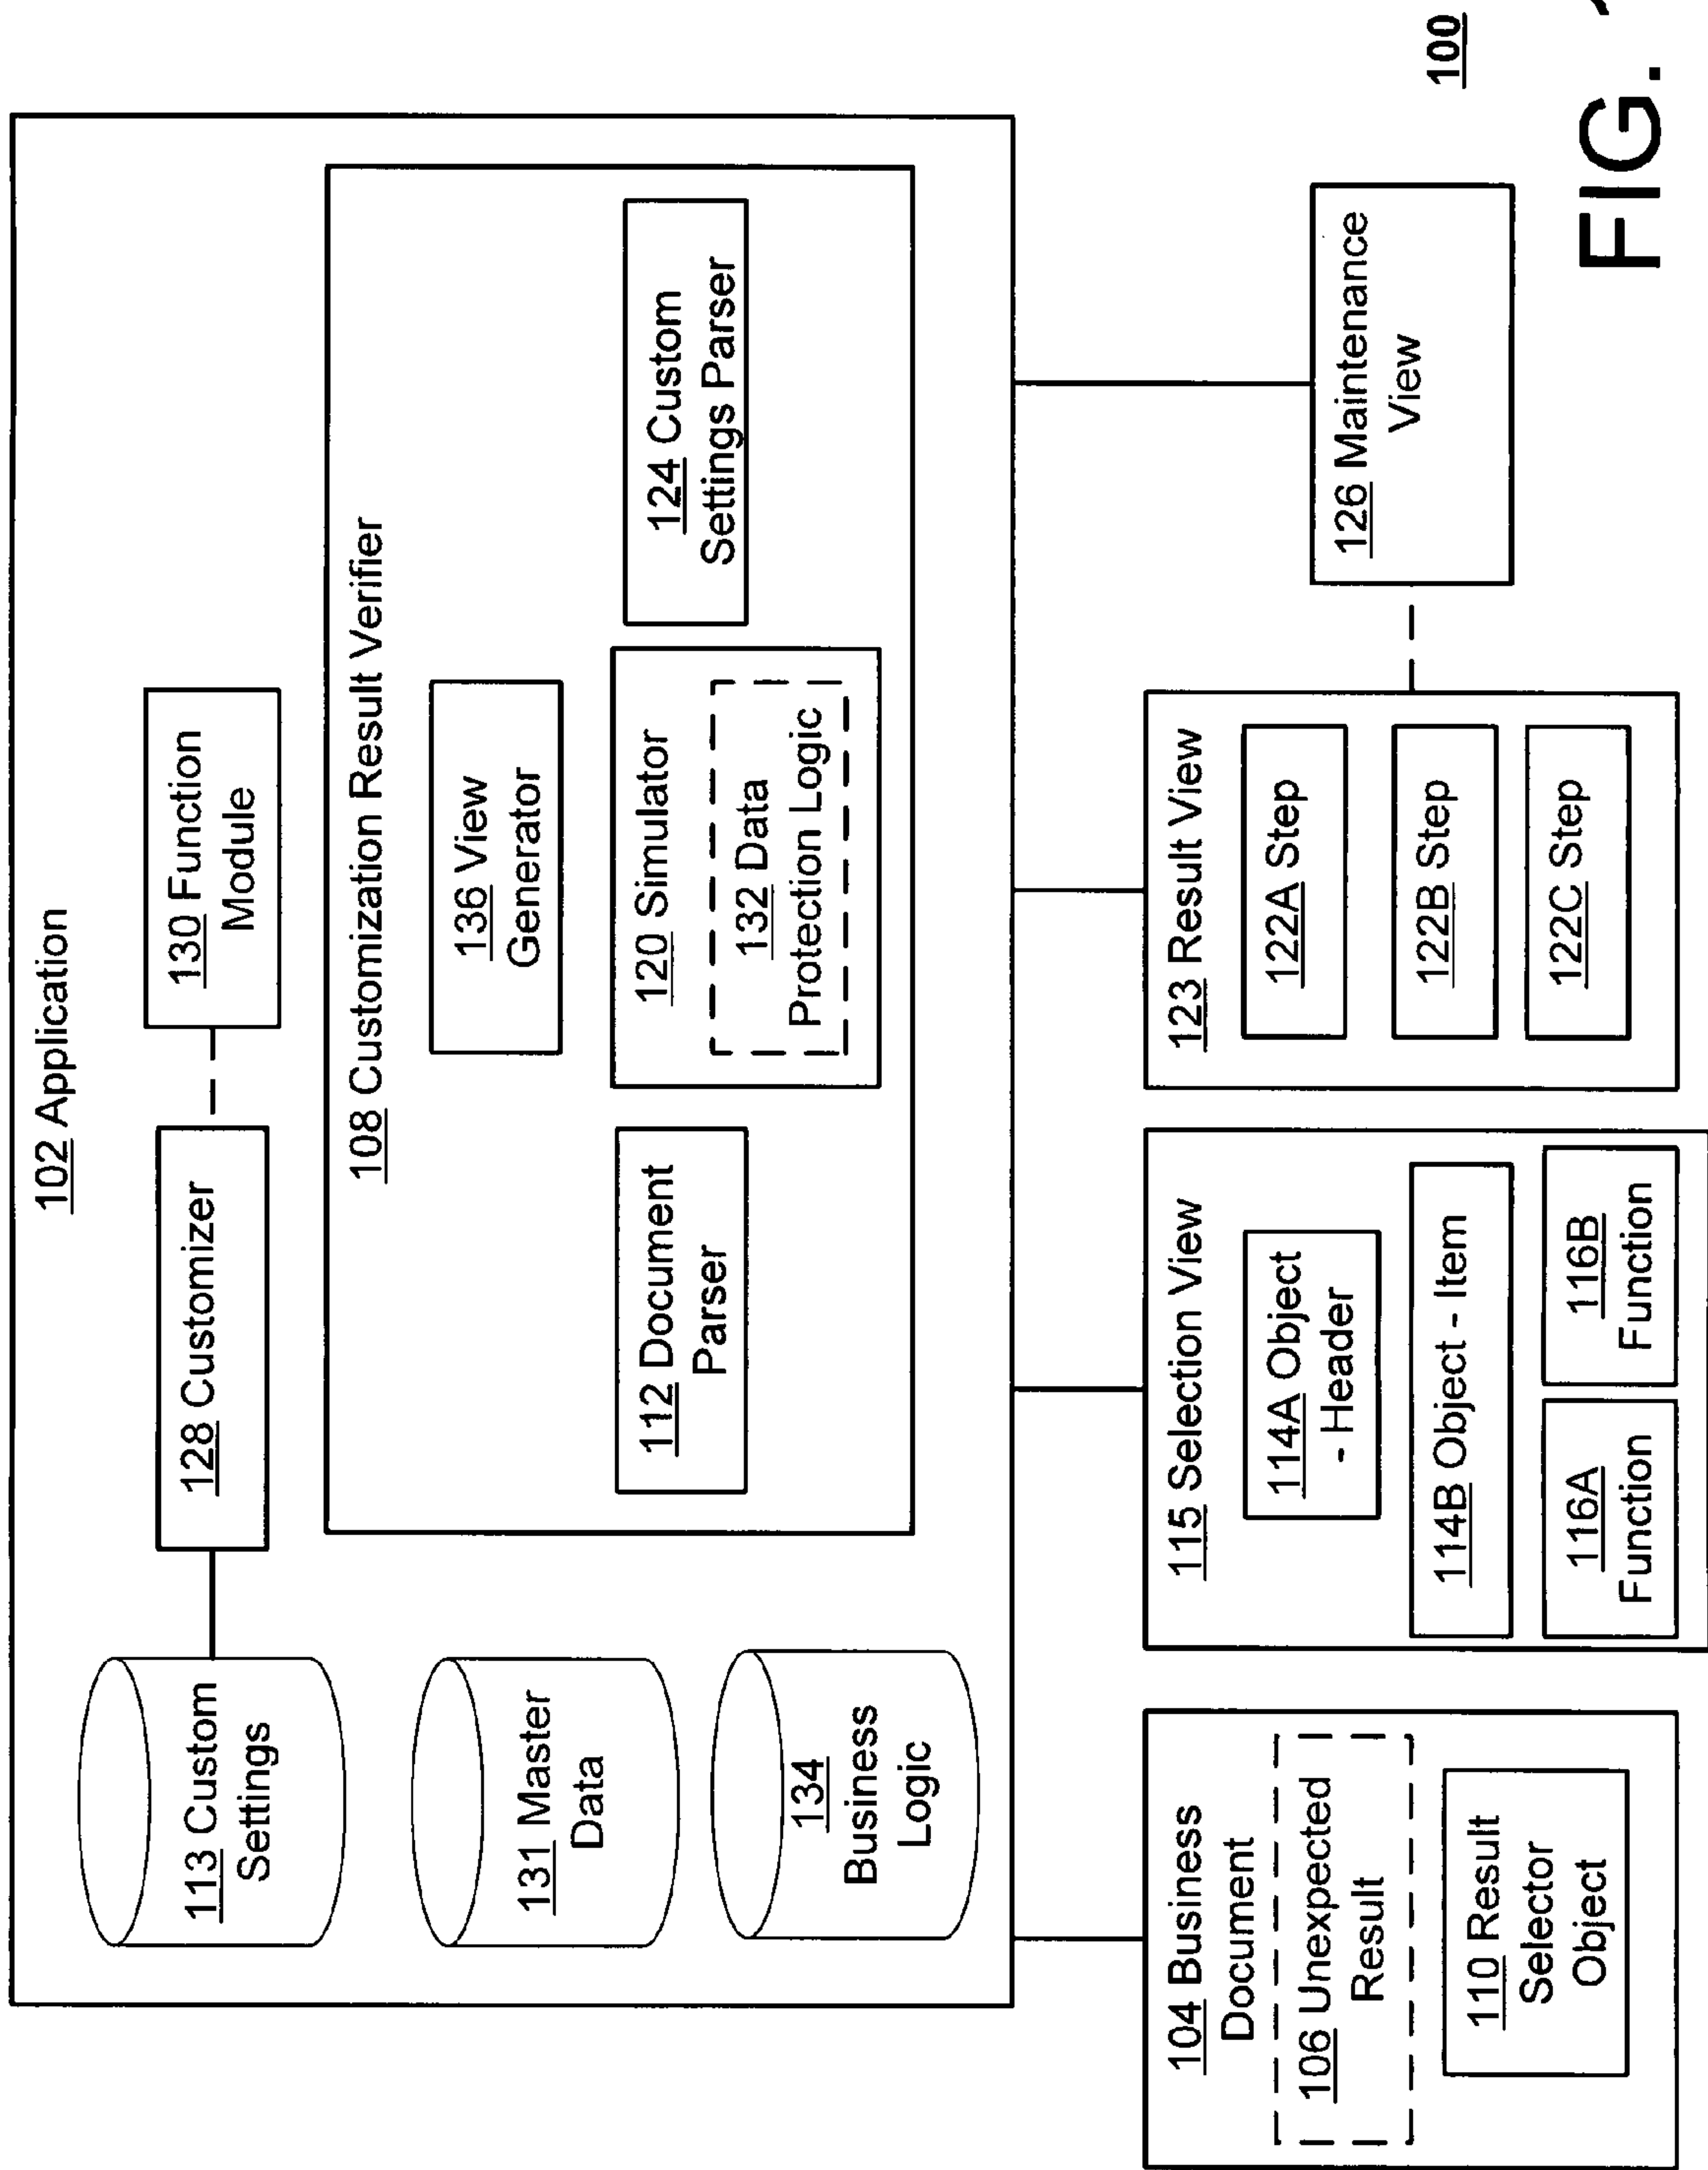 102 Application
113 Custom
Settings
128 Customizer
130 Function
Module
131 Master
Data
134
Business
Logic
108 Customization Result Verifier
136 View
Generator
112 Document
Parser
120 Simulator
132 Data
Protection Logic
124 Custom
Settings Parser
104 Business
Document
106 Unexpected
Result
110 Result
Selector
Object
115 Selection View
114A Object
- Header
114B Object - Item
116A
Function
116B
Function
123 Result View
122A Step
122B Step
122C Step
126 Maintenance
View
100
FIG.